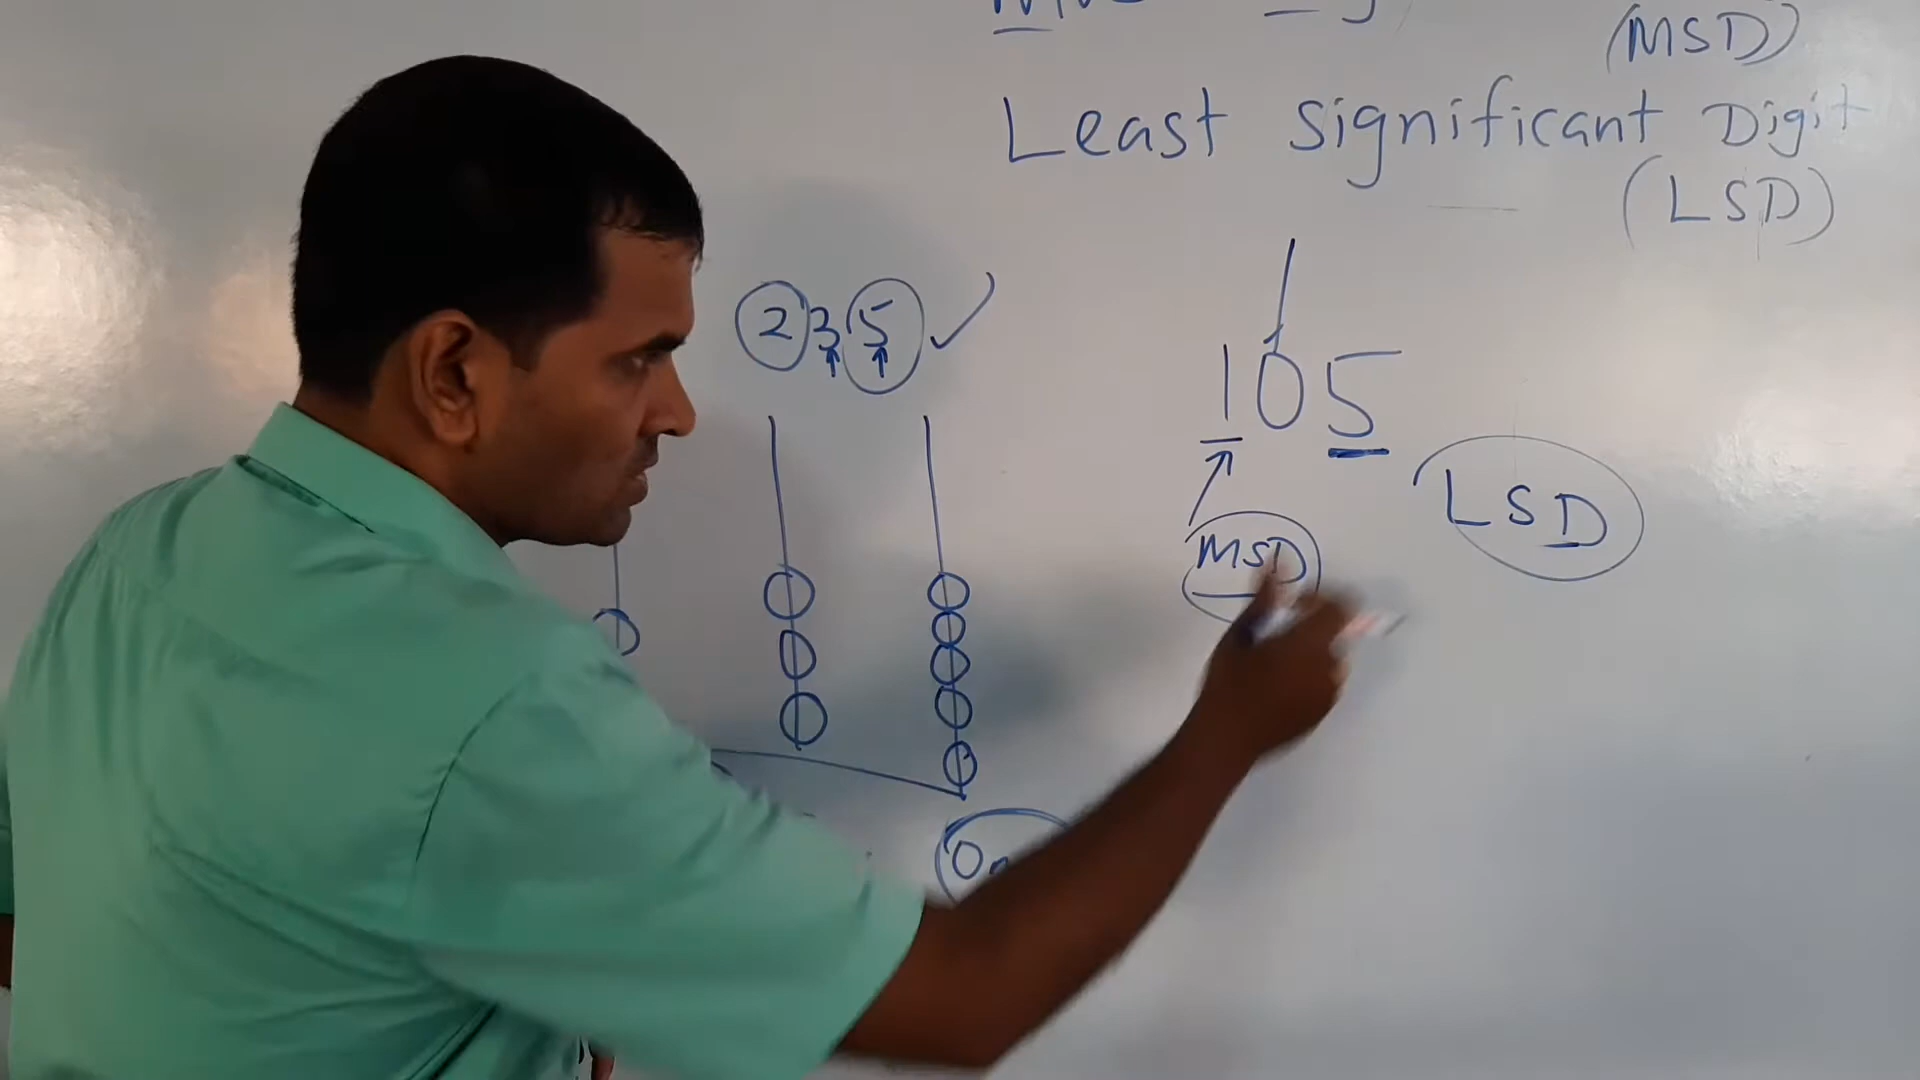 (MSD)
Least significant Digit
(LSD)
235
105
LSD
MSD